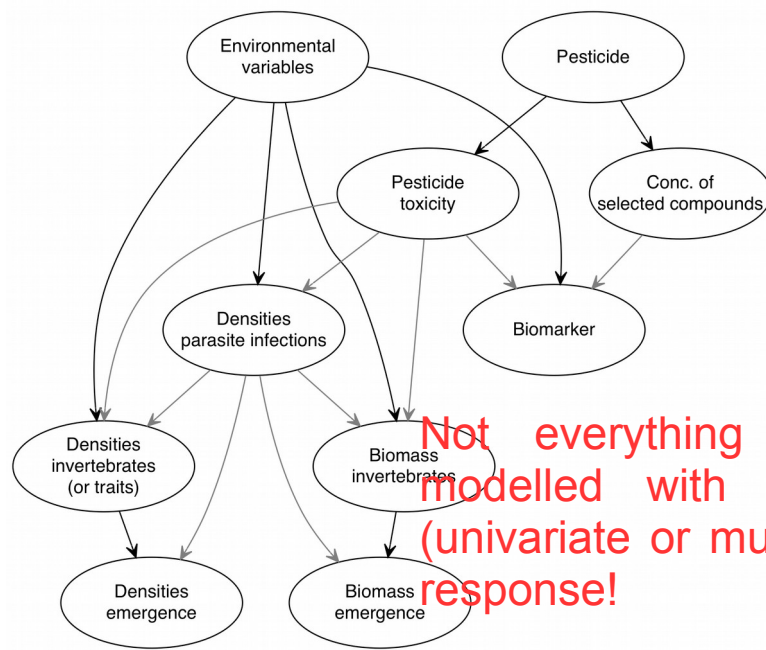 Environmental
variables
Pesticide
Pesticide
toxicity
Conc. of
selected compounds
Densities
parasite infections
Biomarker
Densities
invertebrates
(or traits)
Biomass
invertebrates
Not everything
modelled with
(univariate or mu
response!
Densities
emergence
Biomass
emergence